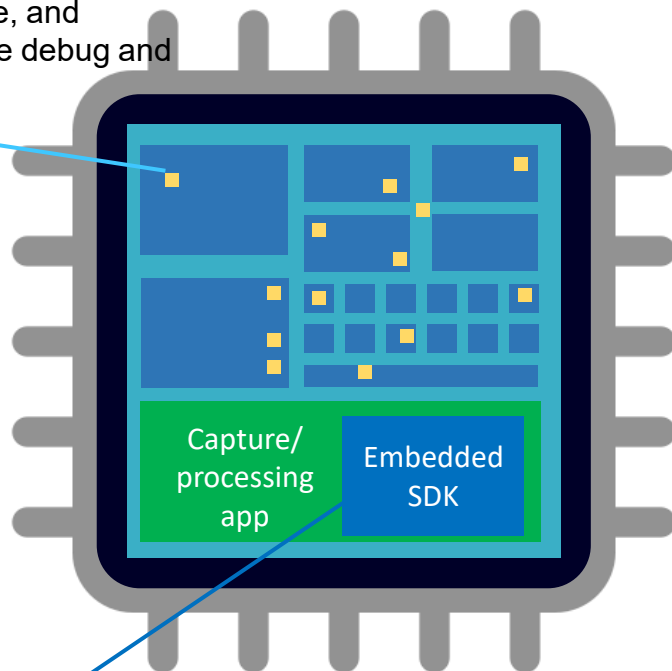 e, and
e debug and
Capture/
processing
app
Embedded
SDK